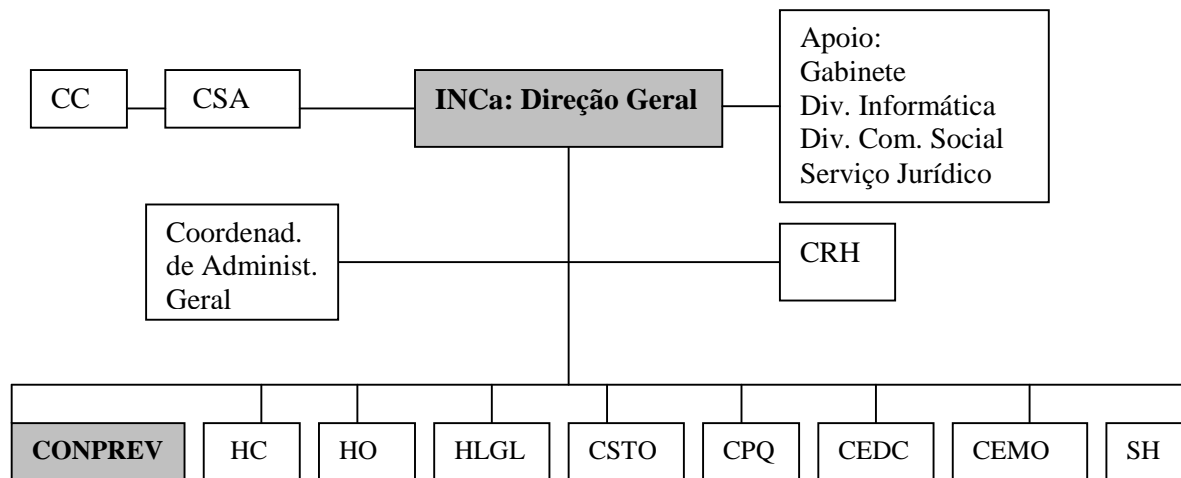 CC
CSA
INCa: Direção Geral
Apoio:
Gabinete
Div. Informática
Div. Com. Social
Serviço Jurídico
Coordenad.
de Administ.
Geral
CRH
CONPREV
HC
HO
HLGL
CSTO
CPQ
CEDC
CEMO
SH